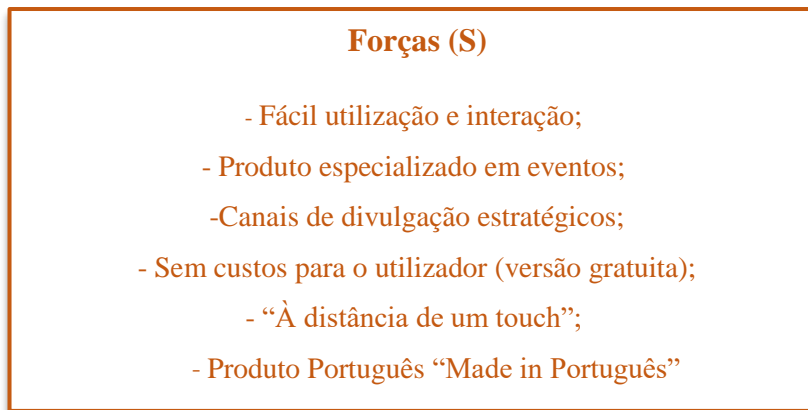 Forças (S)
- Fácil utilização e interação;
- Produto especializado em eventos;
-Canais de divulgação estratégicos;
- Sem custos para o utilizador (versão gratuita);
- “À distância de um touch”;
- Produto Português “Made in Português”